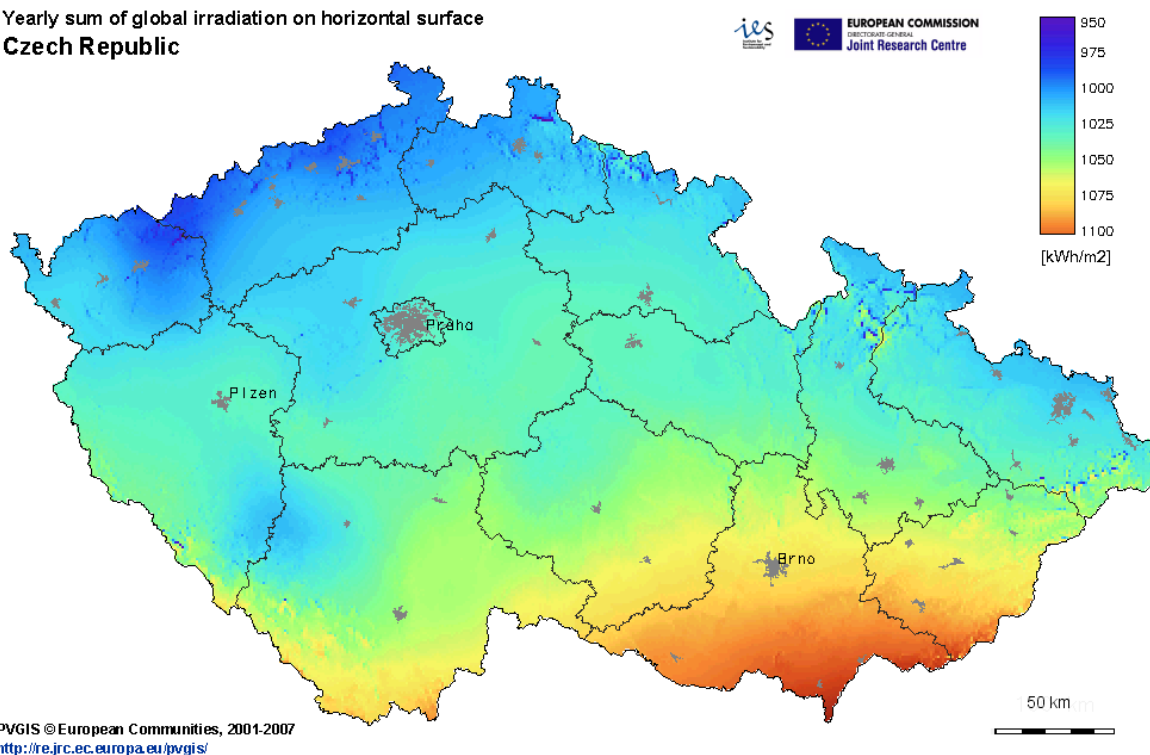 Yearly sum of global irradiation on horizontal surface
Czech Republic
ies
EUROPEAN COMMISSION
DIRECTORATE-GENERAL
Joint Research Centre
950
975
1000
1025
1050
1075
1100
[kWh/m2]
Praha
Plzen
Brno
50 km
PVGIS © European Communities, 2001-2007
http://re.jrc.ec.europa.eu/pvgis/